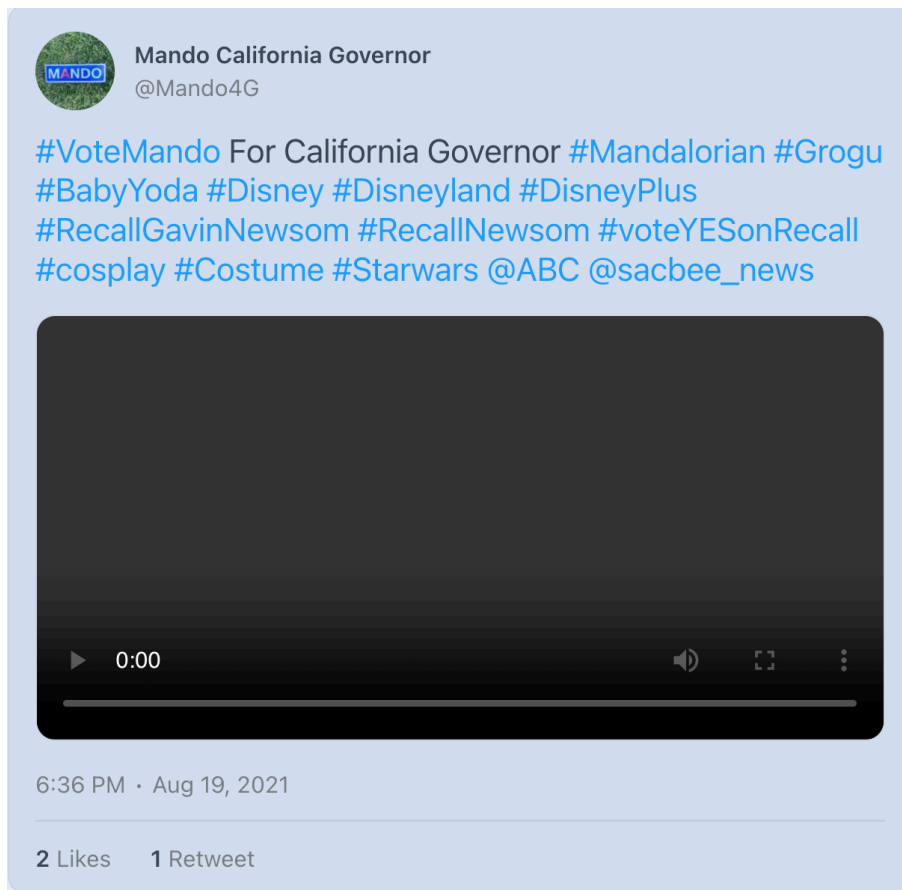 MANDO
Mando California Governor
@Mando4G
#VoteMando For California Governor #Mandalorian #Grogu
#BabyYoda #Disney #Disneyland #DisneyPlus
#RecallGavinNewsom #RecallNewsom #voteYESonRecall
#cosplay #Costume #Starwars @ABC @sacbee_news
0:00
6:36 PM · Aug 19, 2021
2 Likes 1 Retweet